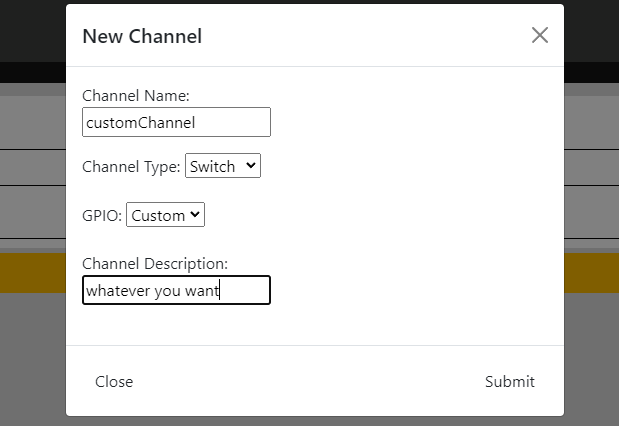 New Channel
Channel Name:
customChannel
Channel Type: Switch
GPIO: Custom
Channel Description:
whatever you want
Close Submit